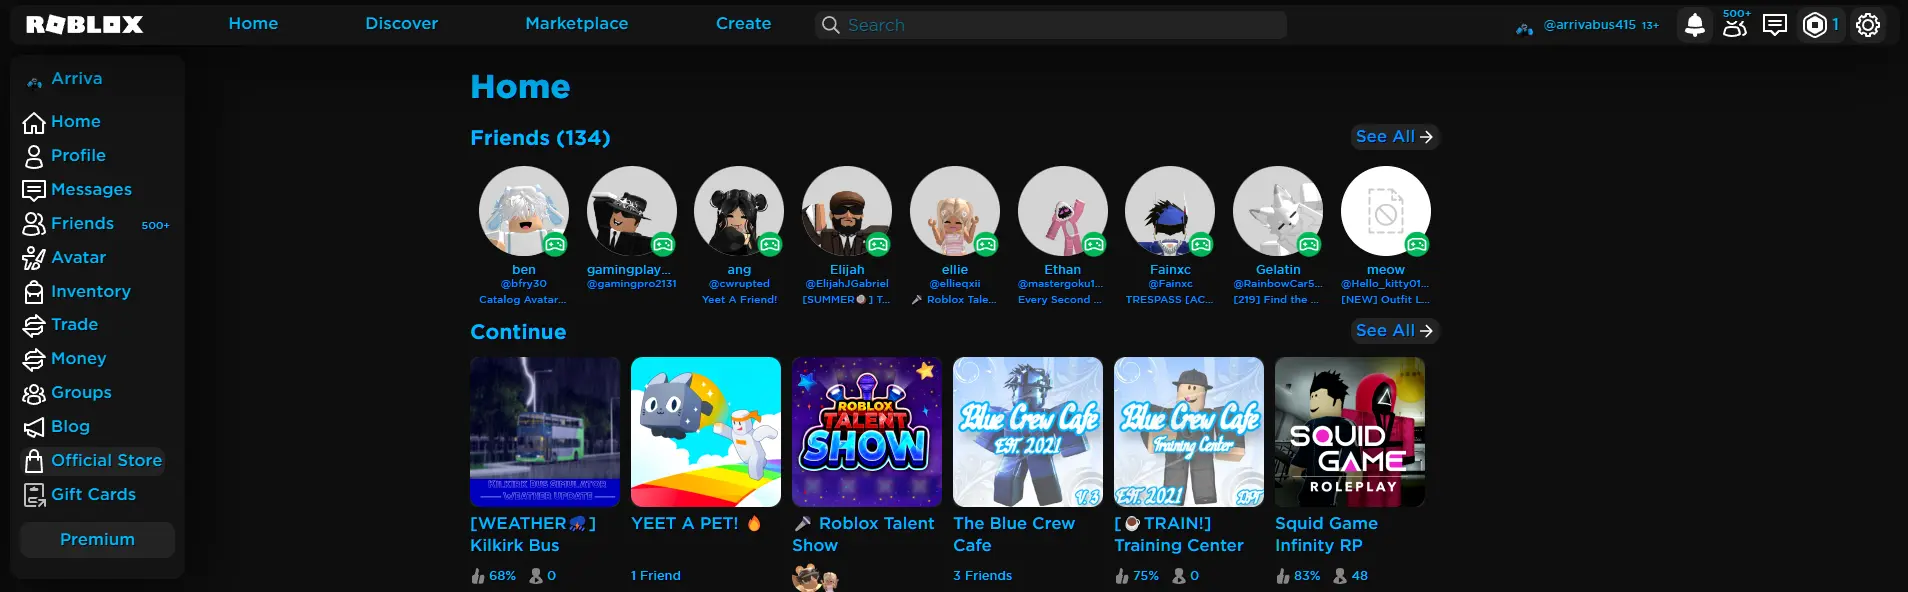 ROBLOX Home Discover Marketplace Create Search @arrivabus415 13+ 500+ 1
Arriva
Home
Profile
Messages
Friends 500+
Avatar
Inventory
Trade
Money
Groups
Blog
Official Store
Gift Cards
Premium
Home
Friends (134) See All
ben
@bfry30
Catalog Avatar...
gamingplay...
@gamingpro2131
ang
@cwrupted
Yeet A Friend!
Elijah
@ElijahJGabriel
[SUMMER🥥] T...
ellie
@ellieqxii
🎤 Roblox Tale...
Ethan
@mastergoku1...
Every Second ...
Fainxc
@Fainxc
TRESPASS [AC...
Gelatin
@RainbowCar5...
[219] Find the ...
meow
@Hello_kitty01...
[NEW] Outfit L...
Continue See All
KILKIRK BUS SIMULATOR
WEATHER UPDATE
[WEATHER⛈️]
Kilkirk Bus
68% 0
YEET A PET! 🔥
1 Friend
ROBLOX
TALENT
SHOW
🎤 Roblox Talent
Show
Blue Crew Cafe
EST. 2021
V.3
The Blue Crew
Cafe
3 Friends
Blue Crew Cafe
Training Center
EST. 2021
[☕TRAIN!]
Training Center
75% 0
SQUID
GAME
ROLEPLAY
Squid Game
Infinity RP
83% 48